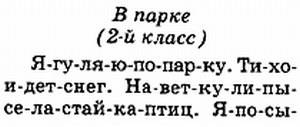 В парке
(2-й класс)
Я-гу-ля-ю-по-пар-ку. Ти-хо-
и-дет-снег. На-вет-ку-ли-пы-
се-ла-стай-ка-птиц. Я-по-сы-